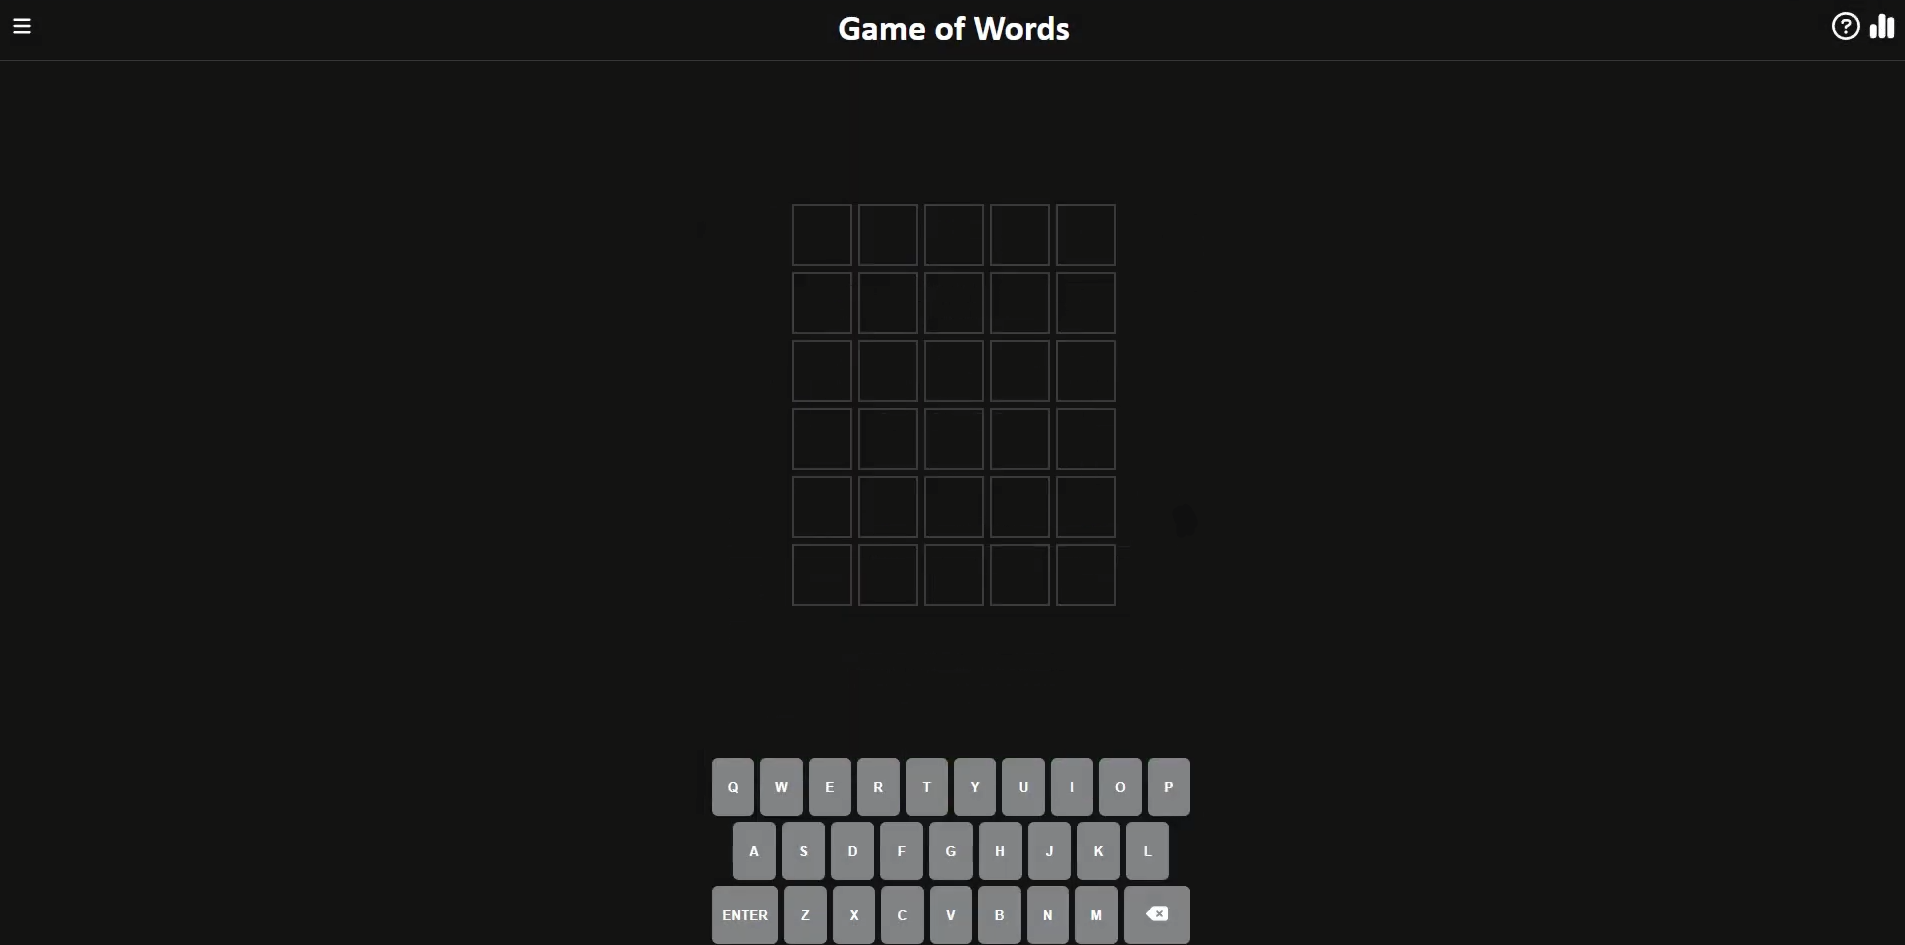 Game of Words
Q W E R T Y U I O P
A S D F G H J K L
ENTER Z X C V B N M